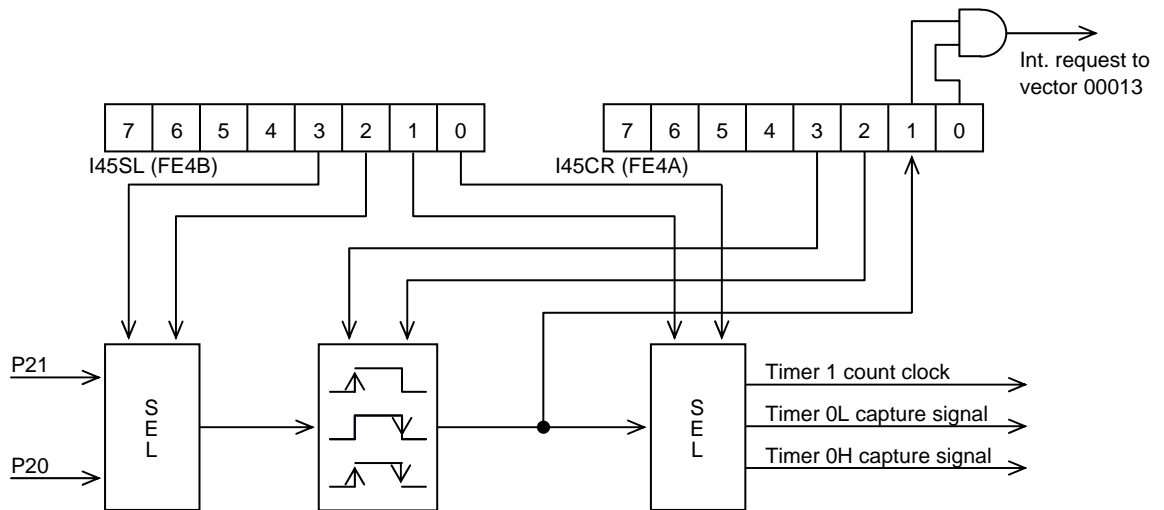 Int. request to
vector 00013
7 6 5 4 3 2 1 0
7 6 5 4 3 2 1 0
I45SL (FE4B)
I45CR (FE4A)
P21
P20
S
E
L
S
E
L
Timer 1 count clock
Timer 0L capture signal
Timer 0H capture signal